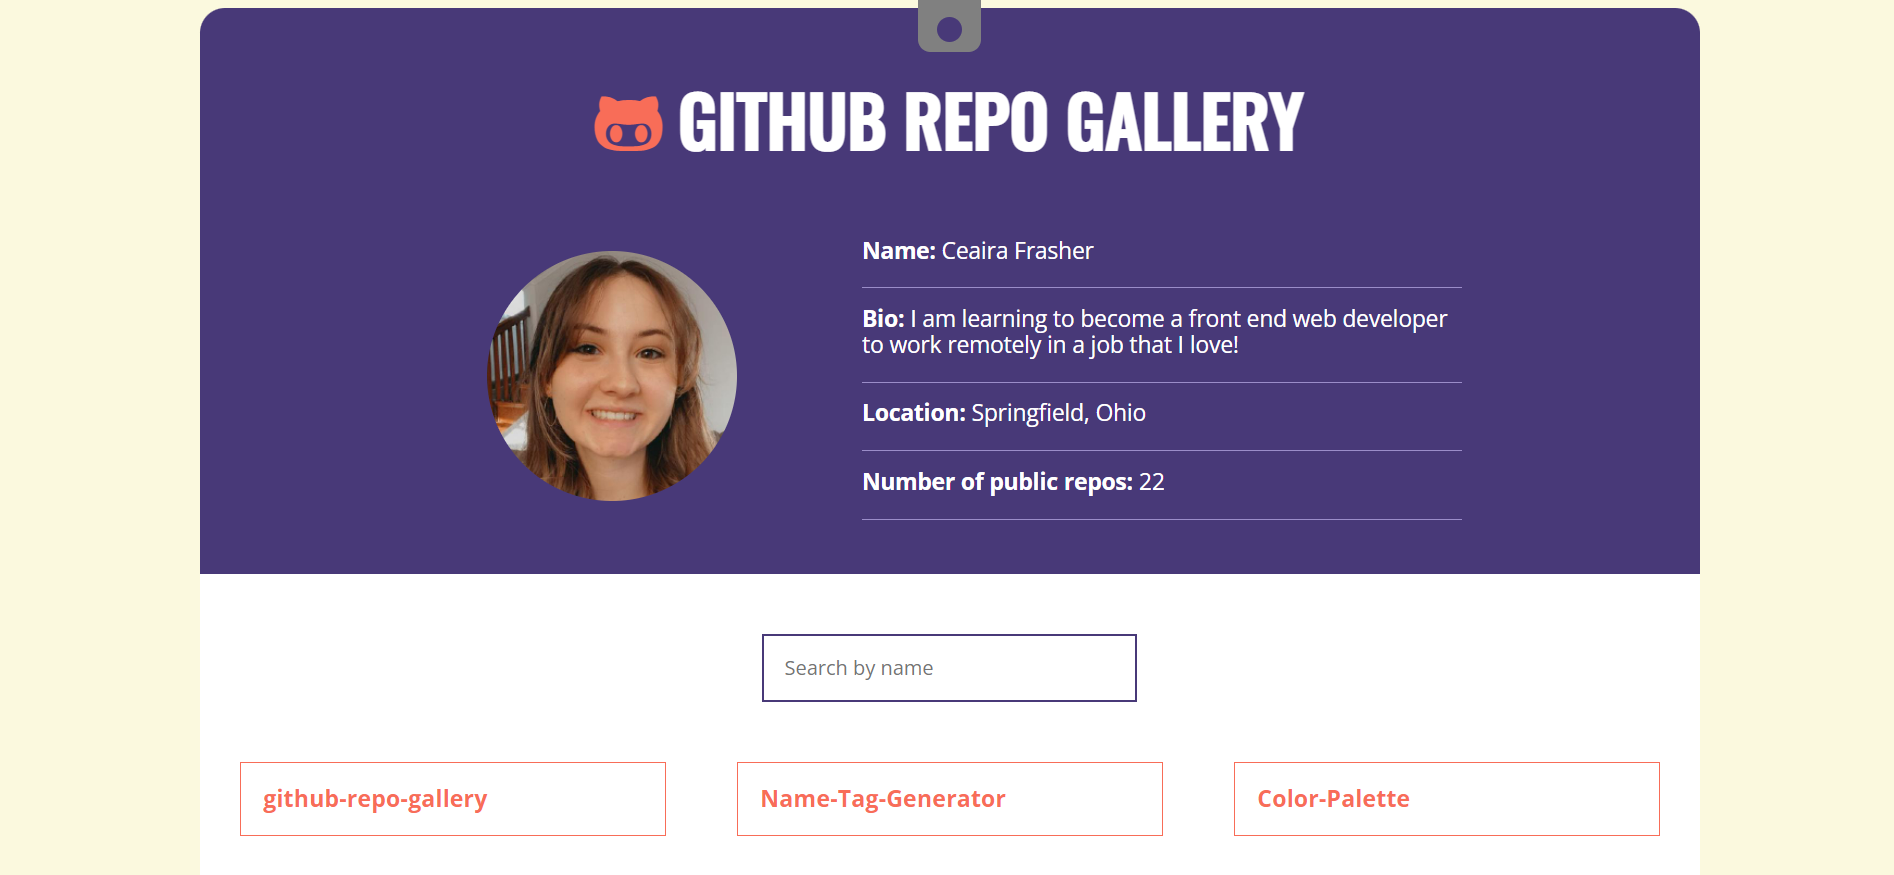 GITHUB REPO GALLERY
Name: Ceaira Frasher
Bio: I am learning to become a front end web developer
to work remotely in a job that I love!
Location: Springfield, Ohio
Number of public repos: 22
Search by name
github-repo-gallery
Name-Tag-Generator
Color-Palette